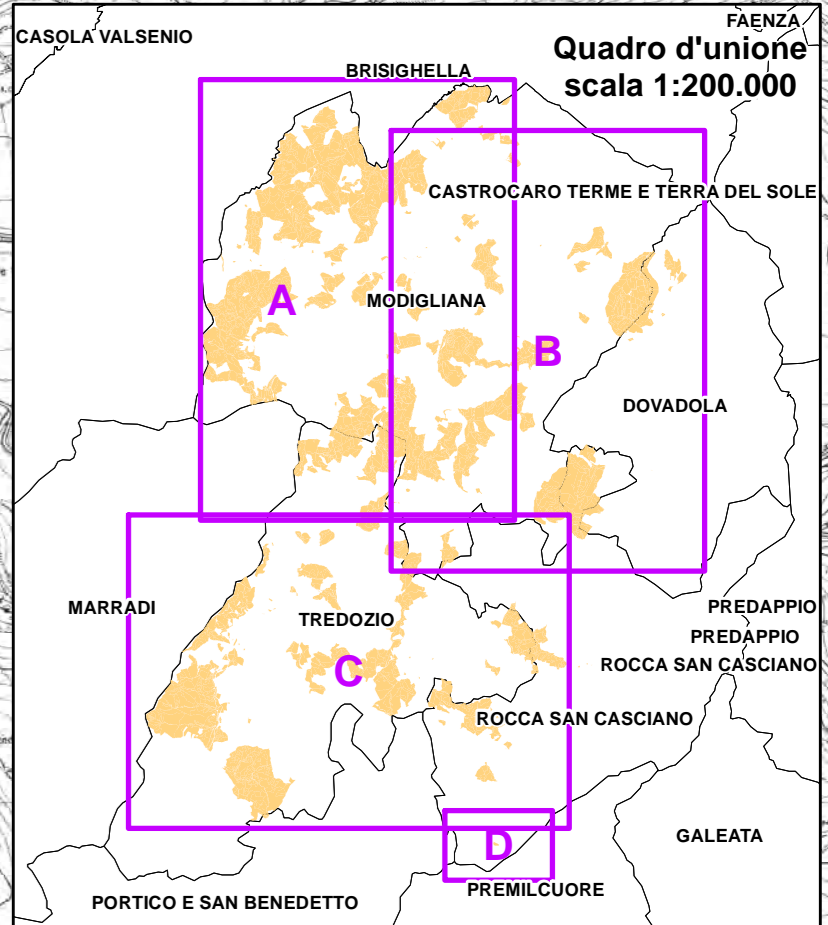 FAENZA
CASOLA VALSENIO
Quadro d'unione
scala 1:200.000
BRISIGHELLA
CASTROCARO TERME E TERRA DEL SOLE
A
MODIGLIANA
B
DOVADOLA
MARRADI
PREDAPPIO
TREDOZIO
PREDAPPIO
ROCCA SAN CASCIANO
C
ROCCA SAN CASCIANO
GALEATA
D
PREMILCUORE
PORTICO E SAN BENEDETTO